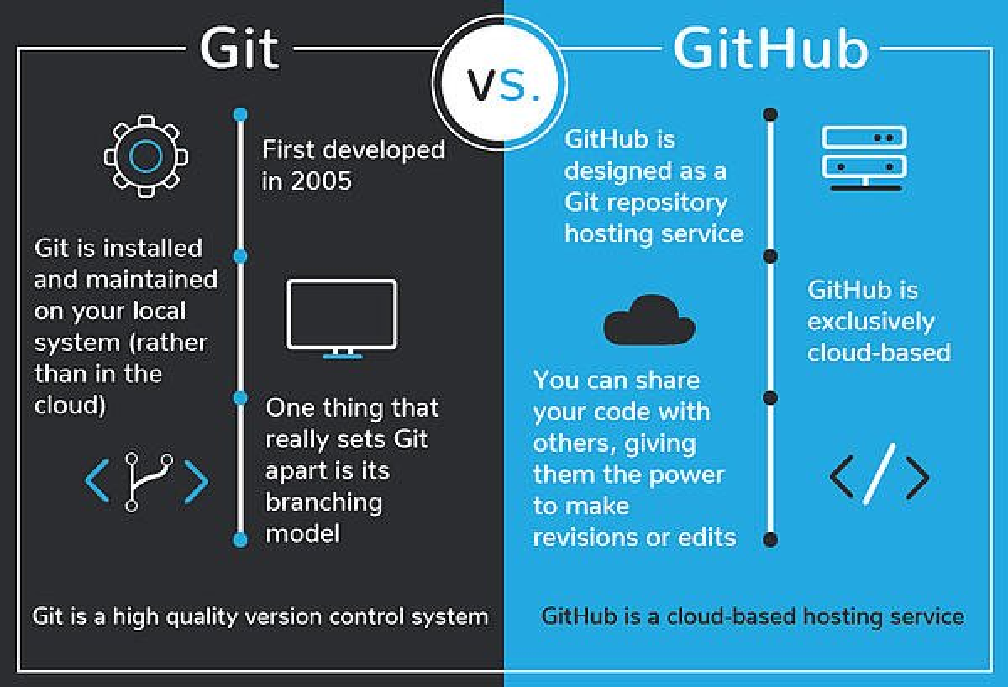 Git
vs.
GitHub
First developed
in 2005
Git is installed
and maintained
on your local
system (rather
than in the
cloud)
One thing that
really sets Git
apart is its
branching
model
Git is a high quality version control system
GitHub is
designed as a
Git repository
hosting service
GitHub is
exclusively
cloud-based
You can share
your code with
others, giving
them the power
to make
revisions or edits
GitHub is a cloud-based hosting service